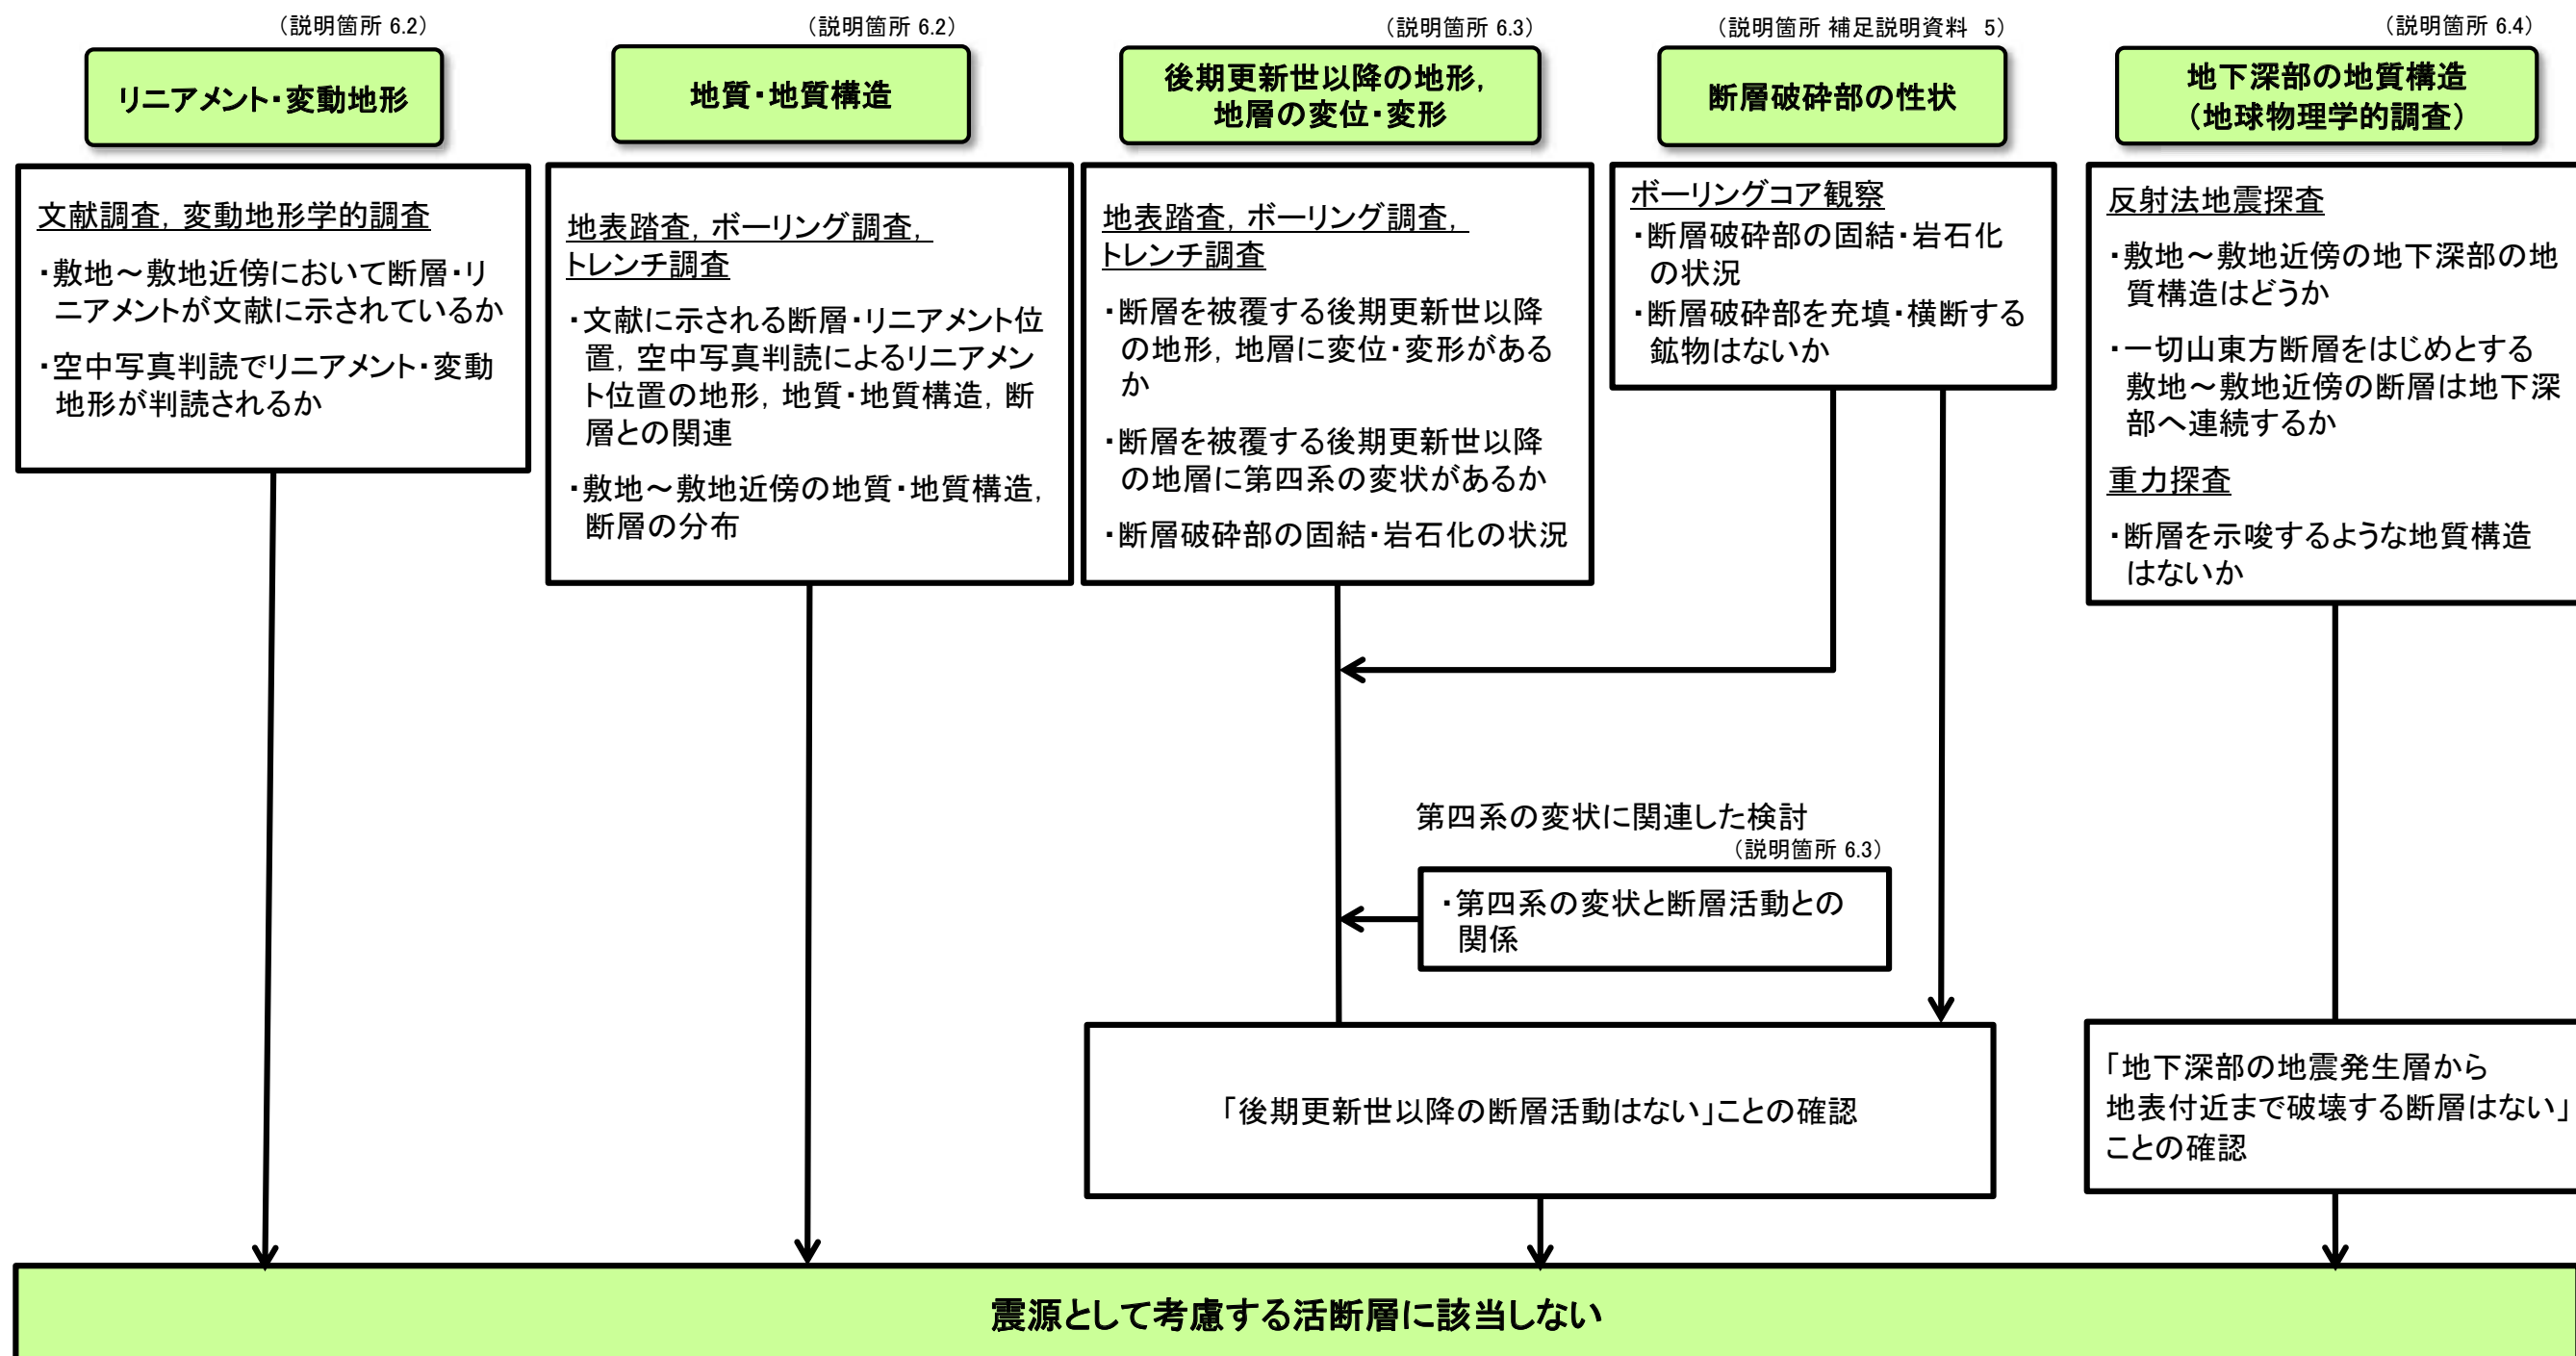 （説明箇所 6.2）
リニアメント・変動地形
文献調査，変動地形学的調査
・敷地～敷地近傍において断層・リ
ニアメントが文献に示されているか
・空中写真判読でリニアメント・変動
地形が判読されるか
（説明箇所 6.2）
地質・地質構造
地表踏査，ボーリング調査，
トレンチ調査
・文献に示される断層・リニアメント位
置，空中写真判読によるリニアメン
ト位置の地形，地質・地質構造，断
層との関連
・敷地～敷地近傍の地質・地質構造，
断層の分布
（説明箇所 6.3）
後期更新世以降の地形，
地層の変位・変形
地表踏査，ボーリング調査，
トレンチ調査
・断層を被覆する後期更新世以降
の地形，地層に変位・変形がある
か
・断層を被覆する後期更新世以降
の地層に第四系の変状があるか
・断層破砕部の固結・岩石化の状況
（説明箇所 補足説明資料 5）
断層破砕部の性状
ボーリングコア観察
・断層破砕部の固結・岩石化
の状況
・断層破砕部を充填・横断する
鉱物はないか
（説明箇所 6.4）
地下深部の地質構造
（地球物理学的調査）
反射法地震探査
・敷地～敷地近傍の地下深部の地
質構造はどうか
・一切山東方断層をはじめとする
敷地～敷地近傍の断層は地下深
部へ連続するか
重力探査
・断層を示唆するような地質構造
はないか
第四系の変状に関連した検討
（説明箇所 6.3）
・第四系の変状と断層活動との
関係
「後期更新世以降の断層活動はない」ことの確認
「地下深部の地震発生層から
地表付近まで破壊する断層はない」
ことの確認
震源として考慮する活断層に該当しない